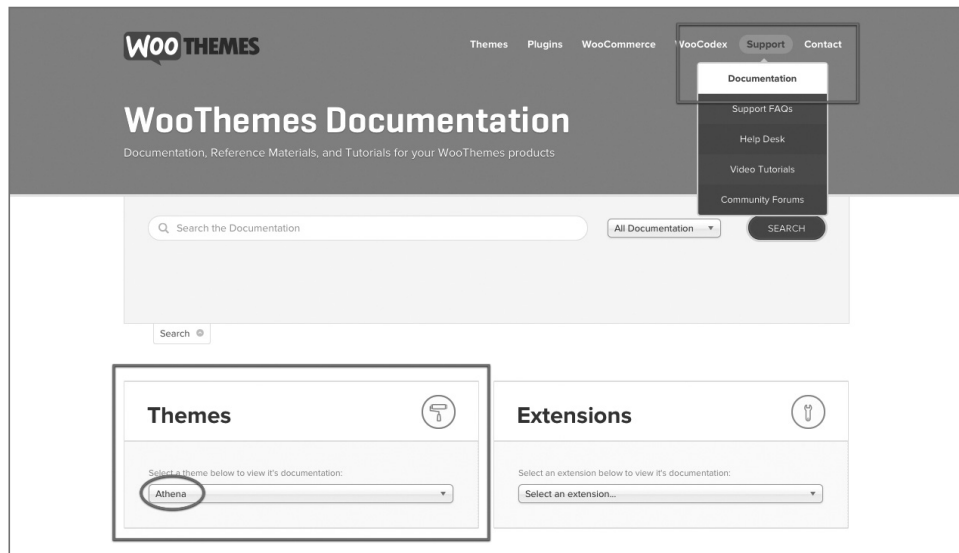 WOO THEMES
Themes Plugins WooCommerce WooCodex Support Contact
Documentation
Support FAQs
Help Desk
Video Tutorials
Community Forums
WooThemes Documentation
Documentation, Reference Materials, and Tutorials for your WooThemes products
Search the Documentation
All Documentation
SEARCH
Search
Themes
Select a theme below to view it's documentation:
Athena
Extensions
Select an extension below to view it's documentation:
Select an extension...